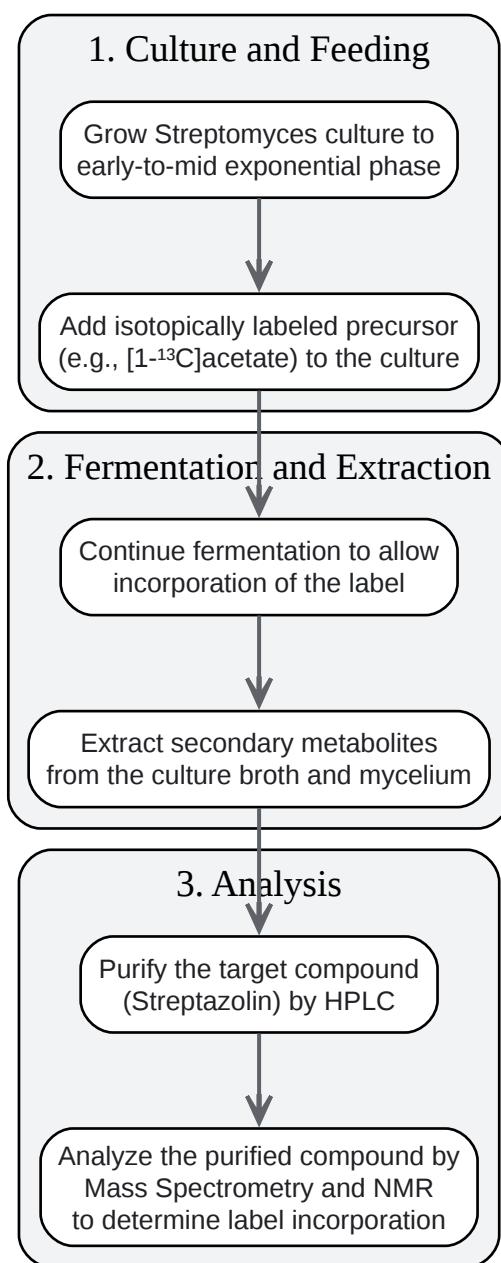 1. Culture and Feeding
Grow Streptomyces culture to
early-to-mid exponential phase
Add isotopically labeled precursor
(e.g., [1-¹³C]acetate) to the culture
2. Fermentation and Extraction
Continue fermentation to allow
incorporation of the label
Extract secondary metabolites
from the culture broth and mycelium
3. Analysis
Purify the target compound
(Streptazolin) by HPLC
Analyze the purified compound by
Mass Spectrometry and NMR
to determine label incorporation